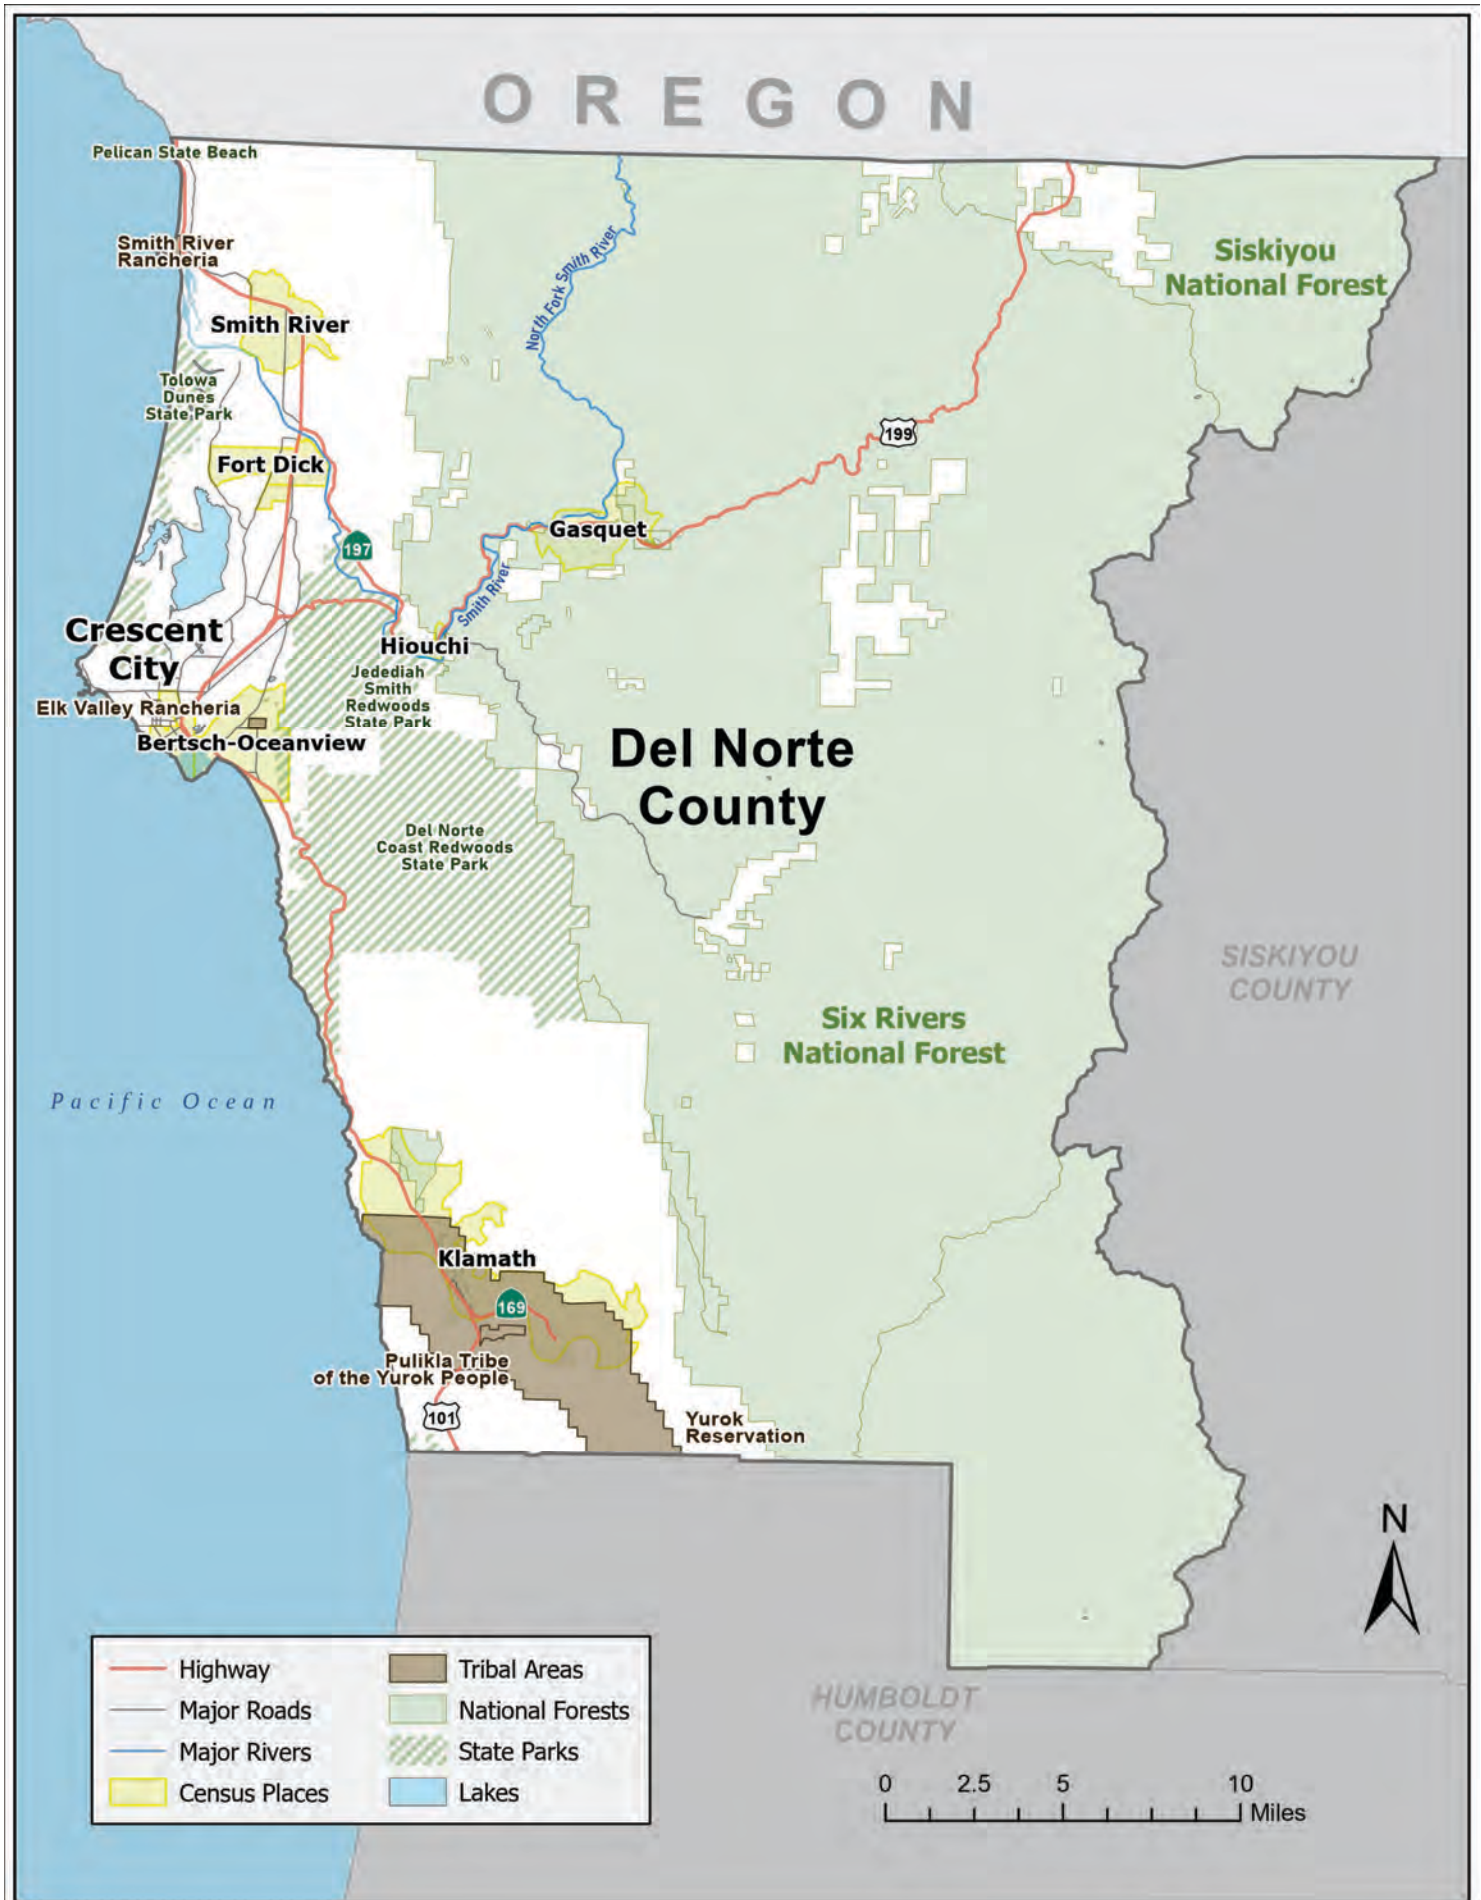 OREGON
Pelican State Beach
Smith River
Rancheria
North Fork Smith River
Siskiyou
National Forest
Smith River
Tolowa
Dunes
State Park
199
Fort Dick
Gasquet
197
Smith River
Crescent
City
Hiouchi
Jedediah
Smith
Redwoods
State Park
Elk Valley Rancheria
Bertsch-Oceanview
Del Norte
County
Del Norte
Coast Redwoods
State Park
SISKIYOU
COUNTY
Six Rivers
National Forest
Pacific Ocean
Klamath
169
Pulikla Tribe
of the Yurok People
101
Yurok
Reservation
N
Highway
Major Roads
Major Rivers
Census Places
Tribal Areas
National Forests
State Parks
Lakes
HUMBOLDT
COUNTY
0 2.5 5 10
Miles